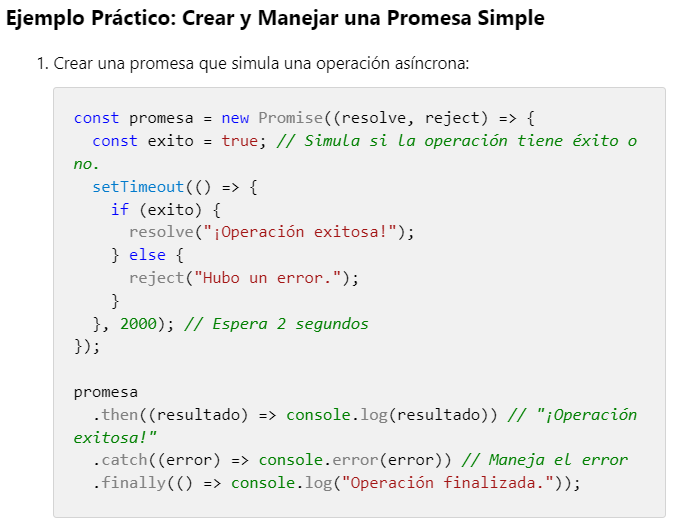 Ejemplo Práctico: Crear y Manejar una Promesa Simple
1. Crear una promesa que simula una operación asíncrona:
const promesa = new Promise((resolve, reject) => {
  const exito = true; // Simula si la operación tiene éxito o
no.
  setTimeout(() => {
    if (exito) {
      resolve("¡Operación exitosa!");
    } else {
      reject("Hubo un error.");
    }
  }, 2000); // Espera 2 segundos
});

promesa
  .then((resultado) => console.log(resultado)) // "¡Operación
exitosa!"
  .catch((error) => console.error(error)) // Maneja el error
  .finally(() => console.log("Operación finalizada."));